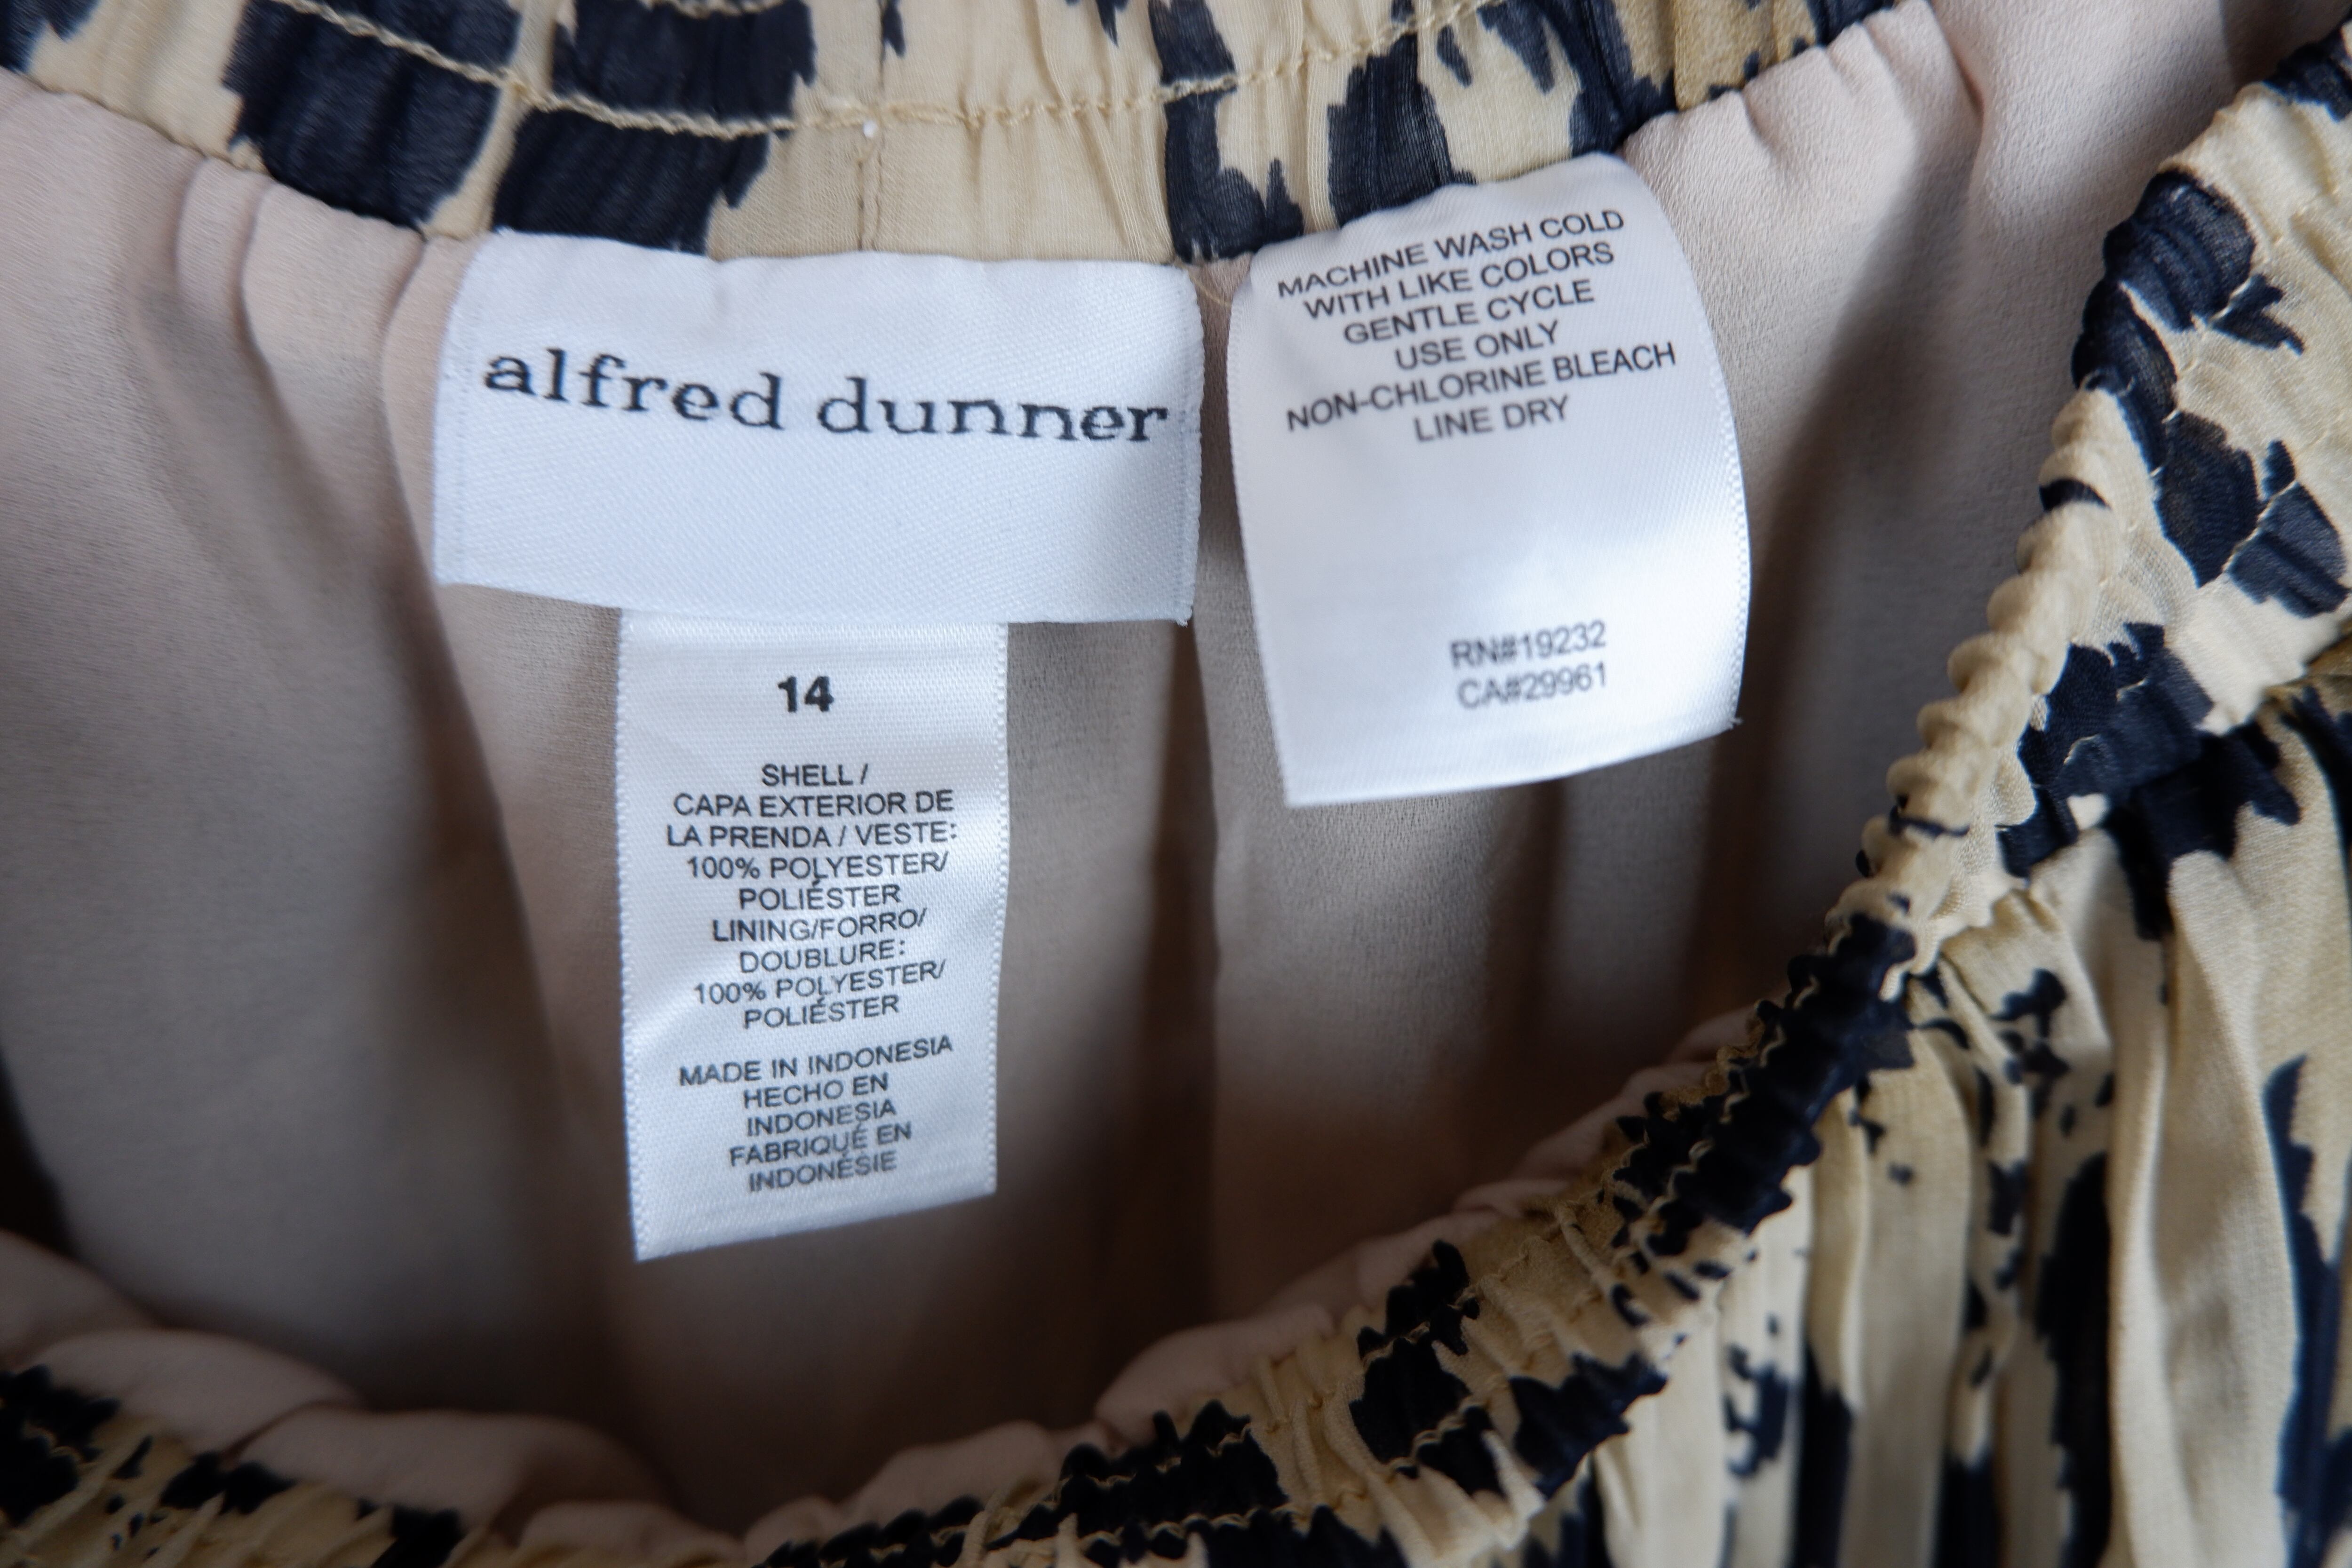 alfred dunner
14
SHELL /
CAPA EXTERIOR DE
LA PRENDA / VESTE:
100% POLYESTER/
POLIÉSTER
LINING/FORRO/
DOUBLURE:
100% POLYESTER/
POLIÉSTER
MADE IN INDONESIA
HECHO EN
INDONESIA
FABRIQUÉ EN
INDONÉSIE
MACHINE WASH COLD
WITH LIKE COLORS
GENTLE CYCLE
USE ONLY
NON-CHLORINE BLEACH
LINE DRY
RN#19232
CA#29961